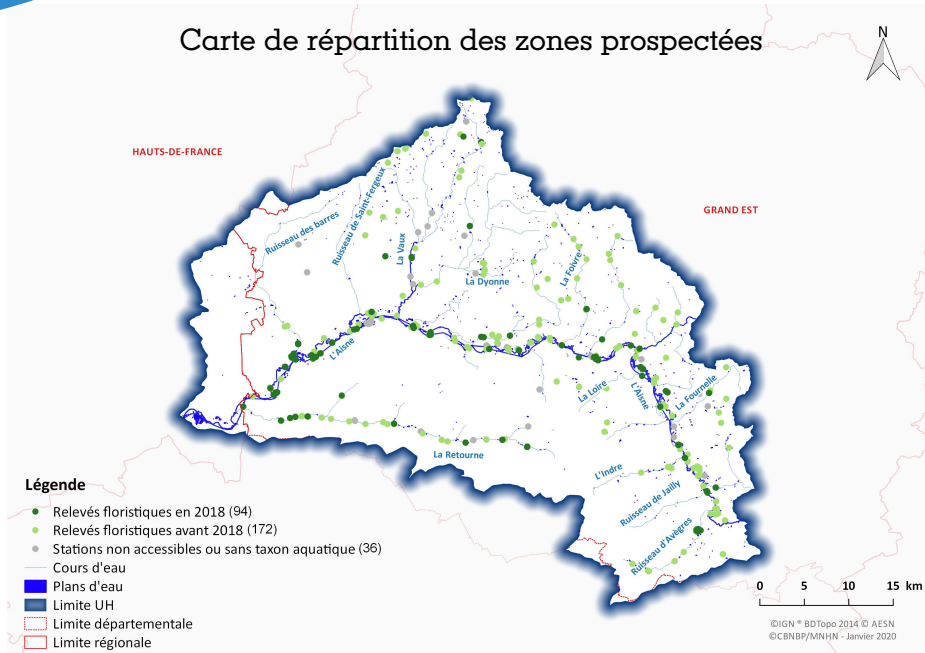 Carte de répartition des zones prospectées
N
HAUTS-DE-FRANCE
GRAND EST
Ruisseau des barres
Ruisseau de Saint-Fergeux
La Vaux
La Dyonne
La Foivre
L'Aisne
La Loire
L'Aisne
La Fournelle
La Retourne
L'Indre
Ruisseau de Jailly
Ruisseau d'Avègres
Légende
Relevés floristiques en 2018 (94)
Relevés floristiques avant 2018 (172)
Stations non accessibles ou sans taxon aquatique (36)
Cours d'eau
Plans d'eau
Limite UH
Limite départementale
Limite régionale
0 5 10 15 km
©IGN ® BDTopo 2014 © AESN
©CBNBP/MNHN - Janvier 2020